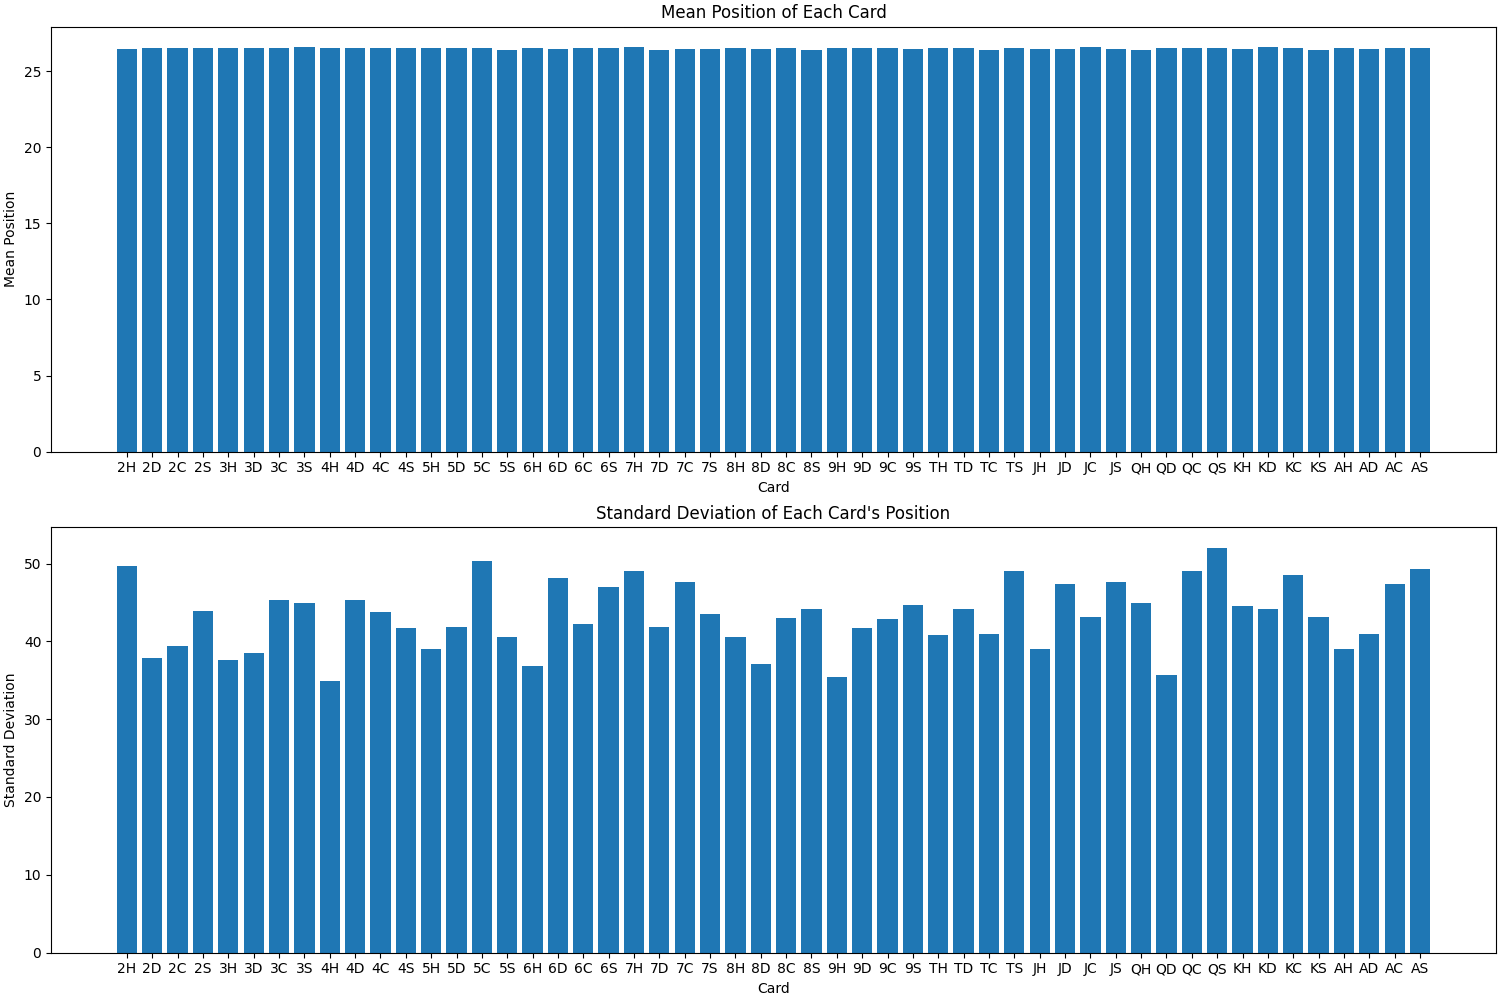 Mean Position of Each Card
Mean Position
25
20
15
10
5
0
2H 2D 2C 2S 3H 3D 3C 3S 4H 4D 4C 4S 5H 5D 5C 5S 6H 6D 6C 6S 7H 7D 7C 7S 8H 8D 8C 8S 9H 9D 9C 9S TH TD TC TS JH JD JC JS QH QD QC QS KH KD KC KS AH AD AC AS
Card
Standard Deviation of Each Card's Position
Standard Deviation
50
40
30
20
10
0
2H 2D 2C 2S 3H 3D 3C 3S 4H 4D 4C 4S 5H 5D 5C 5S 6H 6D 6C 6S 7H 7D 7C 7S 8H 8D 8C 8S 9H 9D 9C 9S TH TD TC TS JH JD JC JS QH QD QC QS KH KD KC KS AH AD AC AS
Card